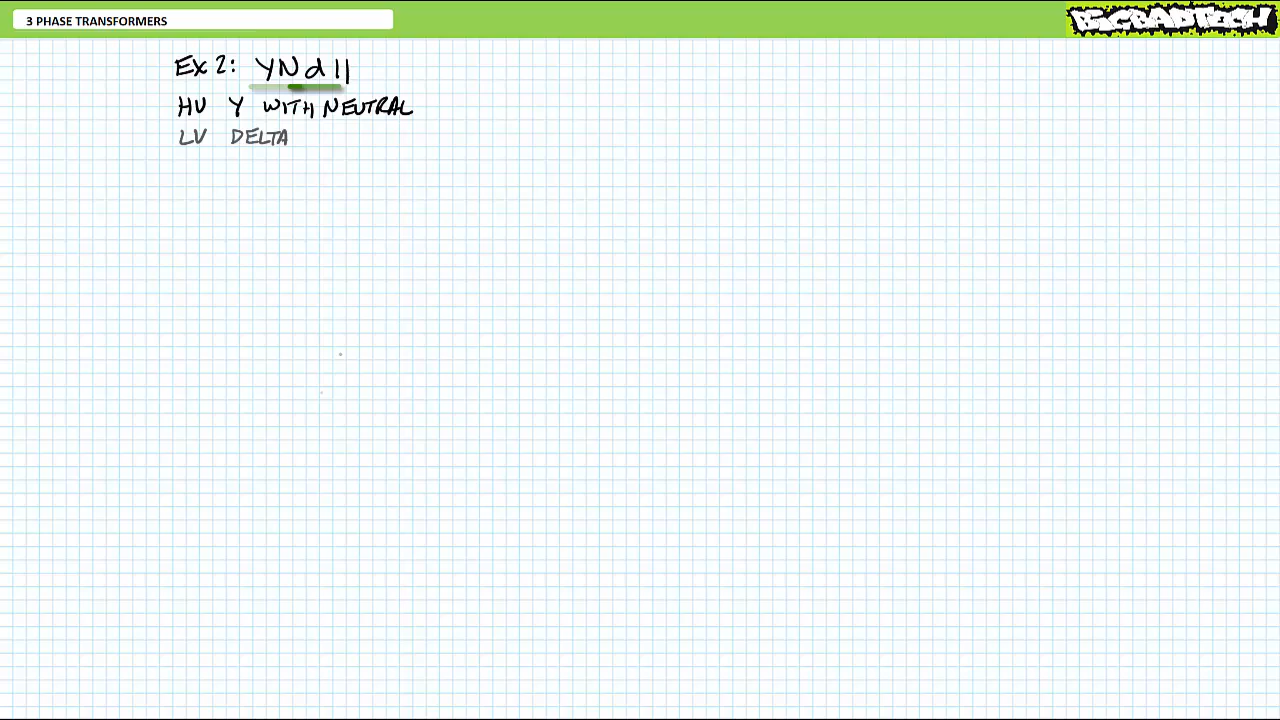 3 PHASE TRANSFORMERS
BIGBADTECH
Ex 2: YNd11
HV Y WITH NEUTRAL
LV DELTA